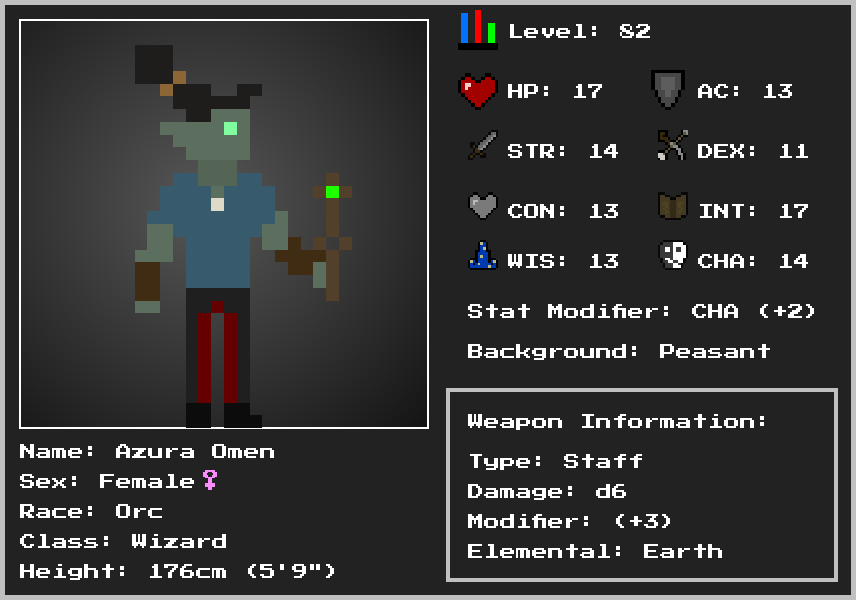 Level: 82
HP: 17
AC: 13
STR: 14
DEX: 11
CON: 13
INT: 17
WIS: 13
CHA: 14
Stat Modifier: CHA (+2)
Background: Peasant
Weapon Information:
Type: Staff
Damage: d6
Modifier: (+3)
Elemental: Earth
Name: Azura Omen
Sex: Female♀
Race: Orc
Class: Wizard
Height: 176cm (5'9")